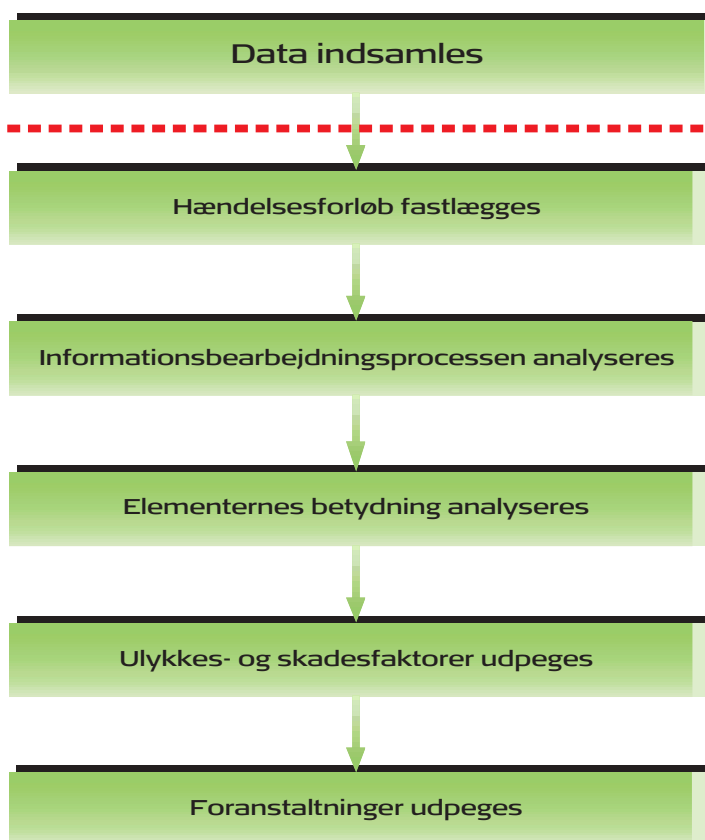 Data indsamles
Hændelsesforløb fastlægges
Informationsbearbejdningsprocessen analyseres
Elementernes betydning analyseres
Ulykkes- og skadesfaktorer udpeges
Foranstaltninger udpeges